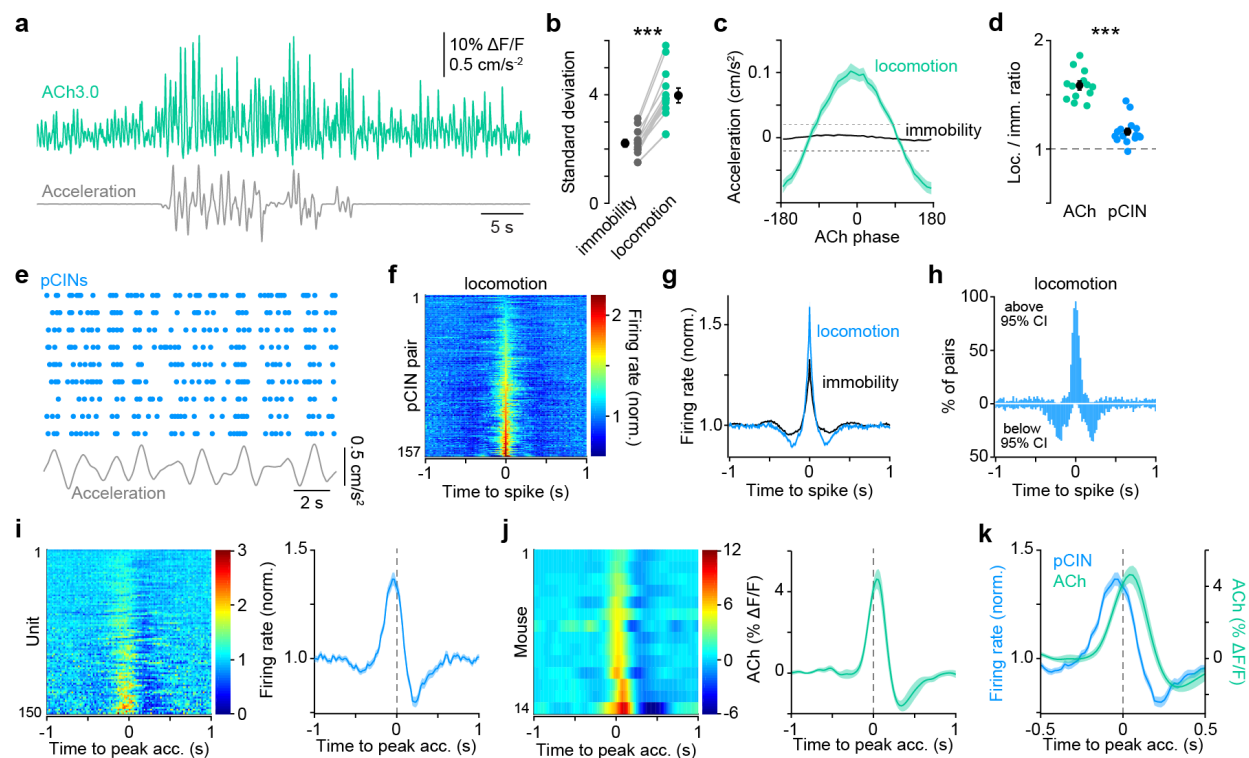 a
10% ΔF/F
0.5 cm/s⁻²
ACh3.0
Acceleration
5 s
b
***
Standard deviation
4
2
0
immobility
locomotion
c
locomotion
immobility
Acceleration (cm/s²)
0.1
0
-180
0
180
ACh phase
d
***
Loc. / imm. ratio
2
1
0
ACh
pCIN
e
pCINs
Acceleration
0.5 cm/s²
2 s
f
locomotion
pCIN pair
1
157
-1
0
1
Time to spike (s)
2
1
Firing rate (norm.)
g
locomotion
immobility
Firing rate (norm.)
1.5
1.0
-1
0
1
Time to spike (s)
h
locomotion
above
95% CI
below
95% CI
% of pairs
100
50
0
50
-1
0
1
Time to spike (s)
i
Unit
1
150
-1
0
1
Time to peak acc. (s)
3
2
1
0
Firing rate (norm.)
1.5
1.0
-1
0
1
Time to peak acc. (s)
j
Mouse
1
14
-1
0
1
Time to peak acc. (s)
12
6
0
-6
ACh (% ΔF/F)
4
0
-1
0
1
Time to peak acc. (s)
k
pCIN
ACh
Firing rate (norm.)
1.5
1.0
ACh (% ΔF/F)
4
0
-0.5
0
0.5
Time to peak acc. (s)